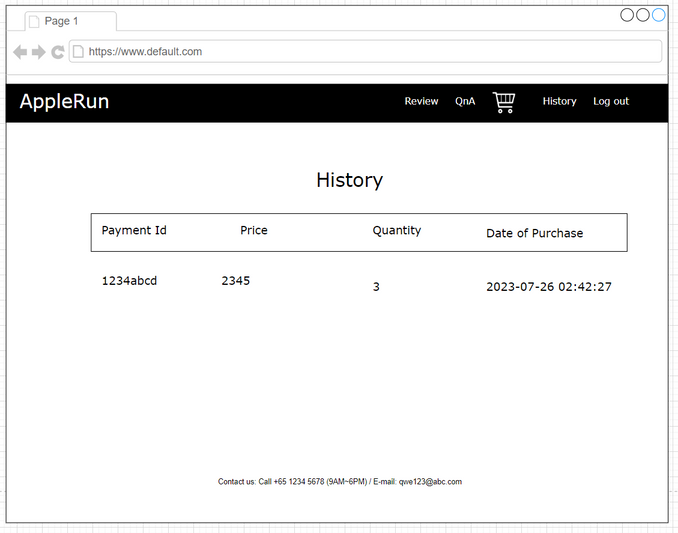 Page 1
https://www.default.com
AppleRun Review QnA History Log out
History
Payment Id Price Quantity Date of Purchase
1234abcd 2345 3 2023-07-26 02:42:27
Contact us: Call +65 1234 5678 (9AM~6PM) / E-mail: qwe123@abc.com